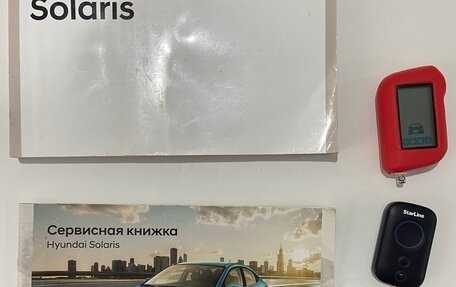 Solaris
Сервисная книжка
Hyundai Solaris
StarLine